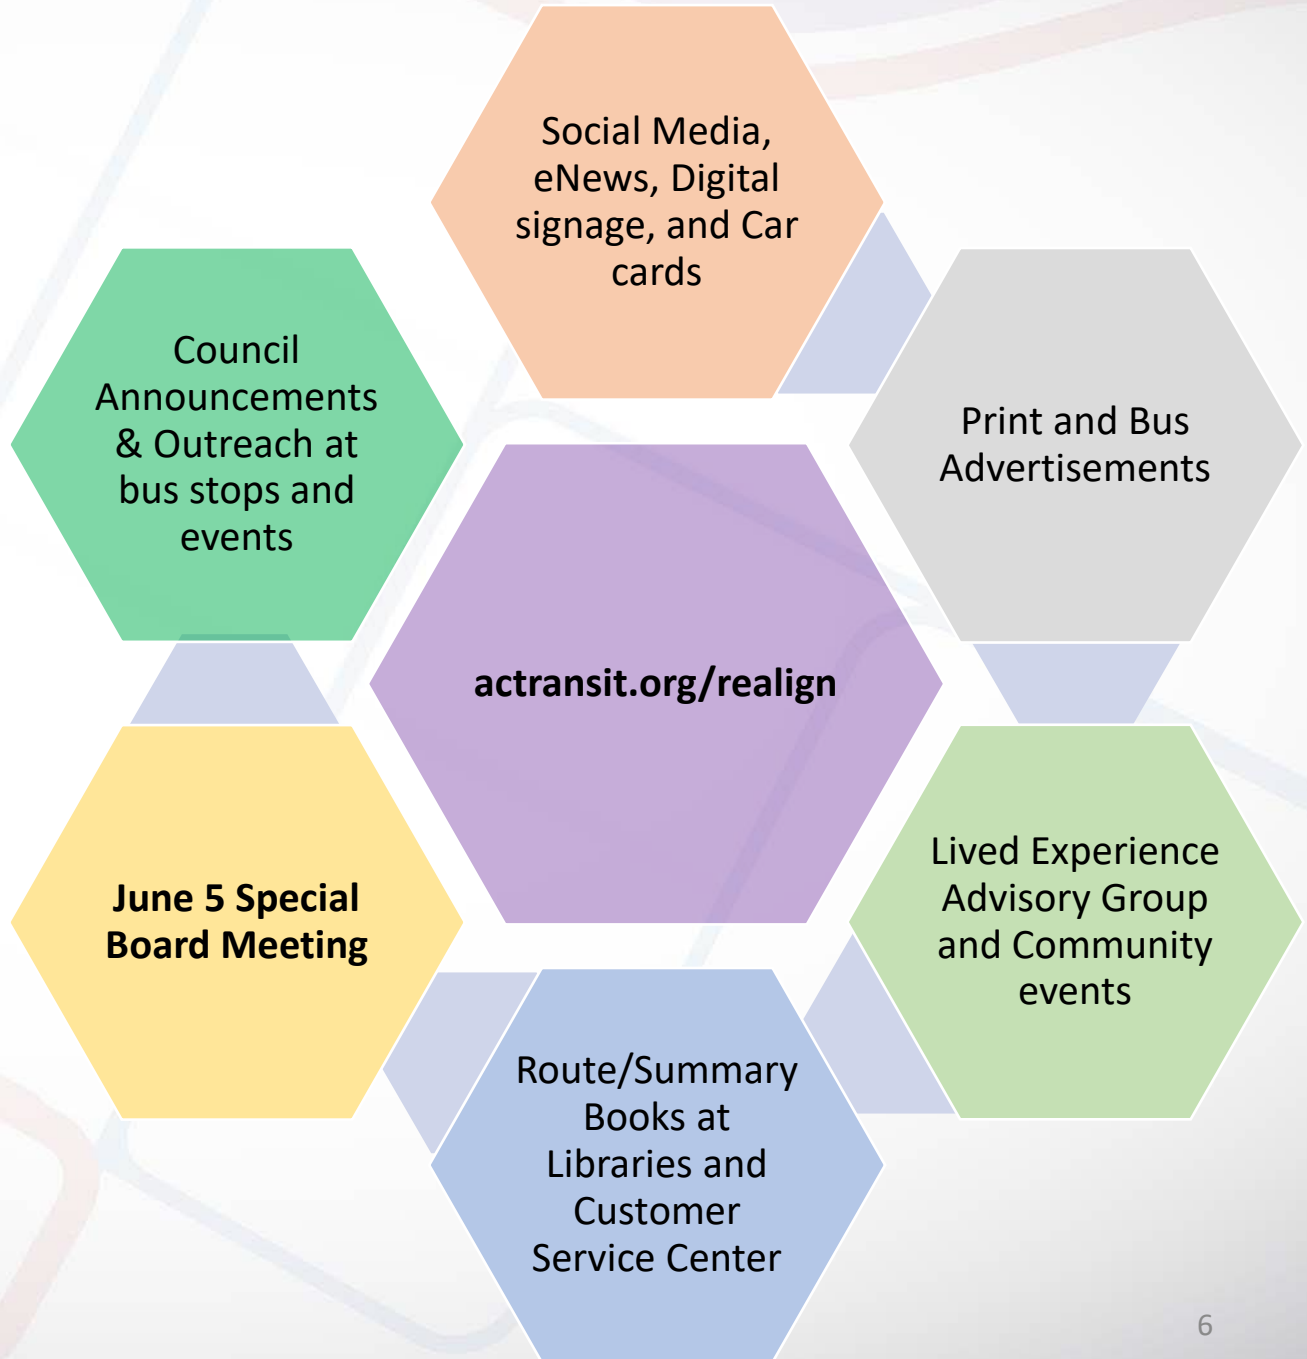 Social Media,
eNews, Digital
signage, and Car
cards
Print and Bus
Advertisements
Lived Experience
Advisory Group
and Community
events
Route/Summary
Books at
Libraries and
Customer
Service Center
June 5 Special
Board Meeting
Council
Announcements
& Outreach at
bus stops and
events
actransit.org/realign
6